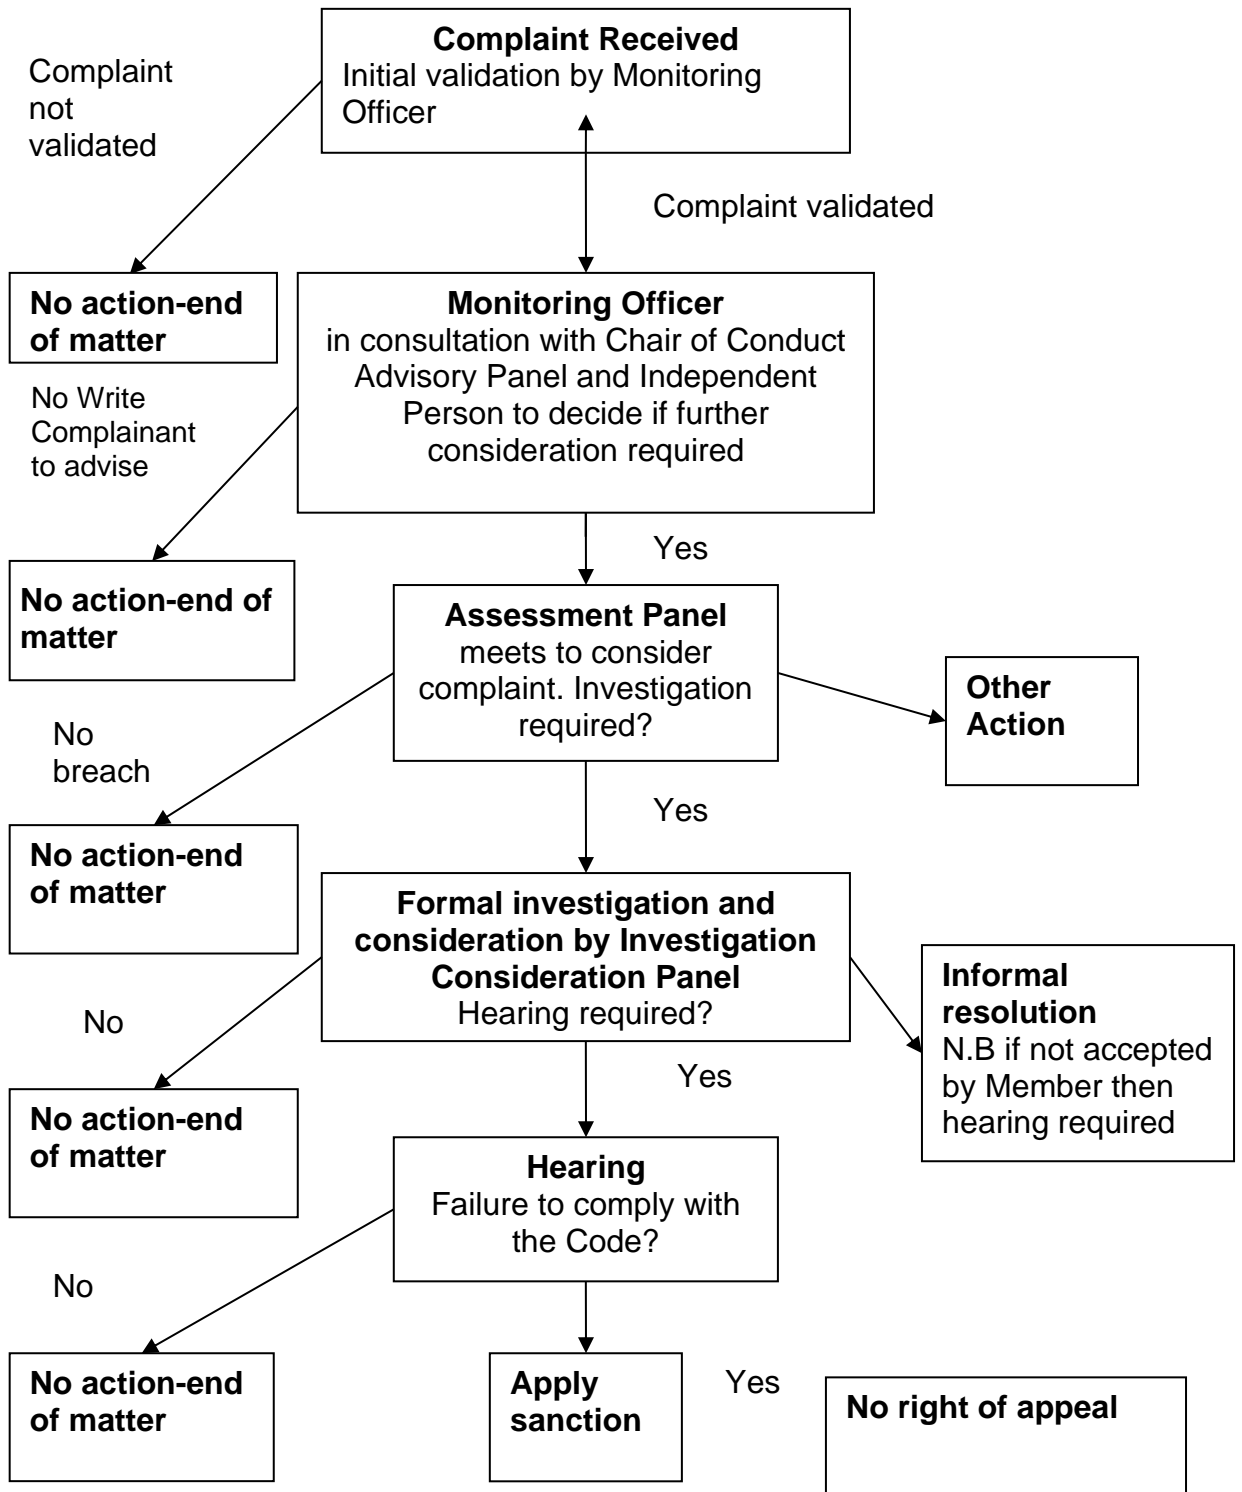 Complaint Received
Initial validation by Monitoring
Officer
Complaint
not
validated
Complaint validated
No action-end
of matter
Monitoring Officer
in consultation with Chair of Conduct
Advisory Panel and Independent
Person to decide if further
consideration required
No Write
Complainant
to advise
Yes
No action-end of
matter
Assessment Panel
meets to consider
complaint. Investigation
required?
Other
Action
No
breach
Yes
No action-end
of matter
Formal investigation and
consideration by Investigation
Consideration Panel
Hearing required?
Informal
resolution
N.B if not accepted
by Member then
hearing required
No
Yes
No action-end
of matter
Hearing
Failure to comply with
the Code?
No
No action-end
of matter
Apply
sanction
Yes
No right of appeal